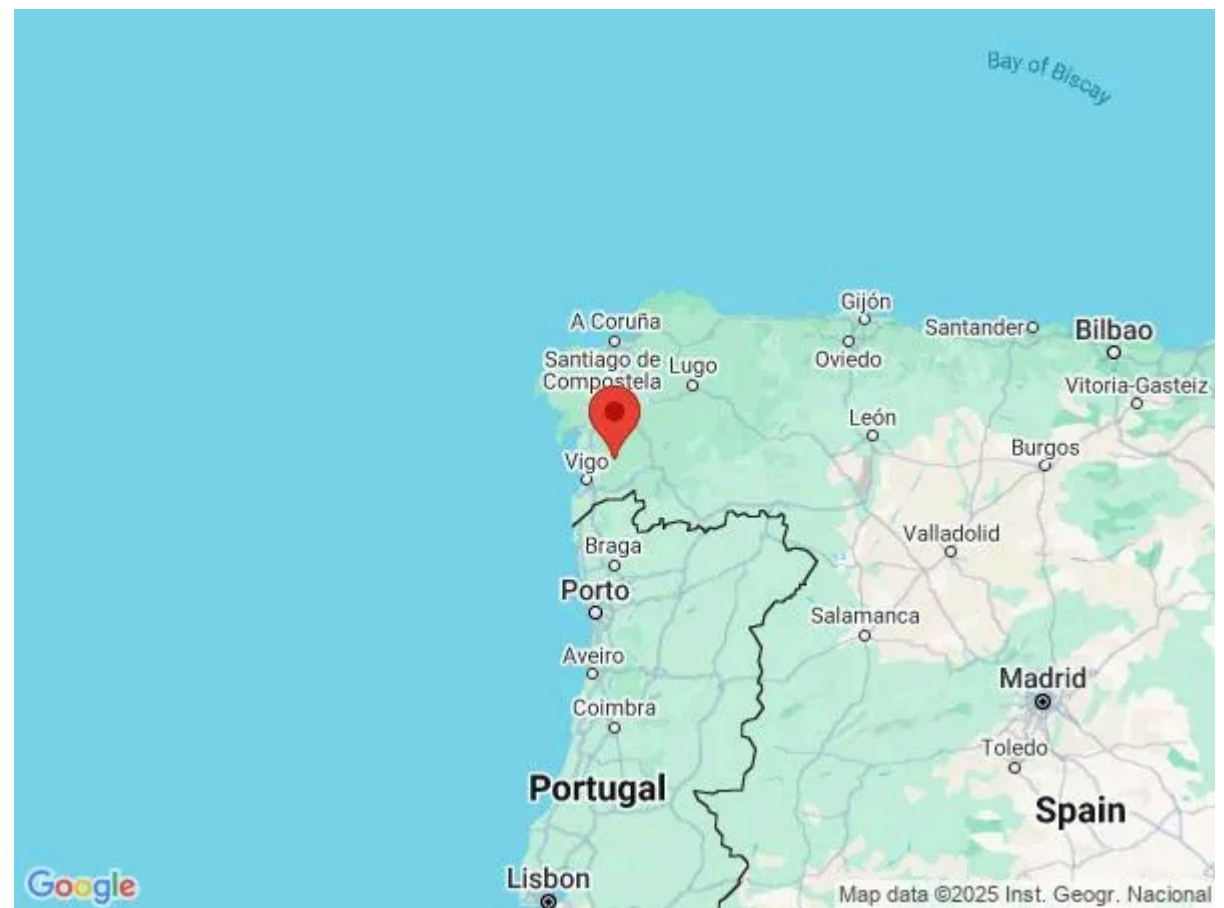 Bay of Biscay
Gijón
A Coruña
Santander
Bilbao
Santiago de
Compostela
Lugo
Oviedo
Vitoria-Gasteiz
León
Burgos
Vigo
Valladolid
Braga
Porto
Salamanca
Aveiro
Madrid
Coimbra
Toledo
Portugal
Spain
Lisbon
Google
Map data ©2025 Inst. Geogr. Nacional